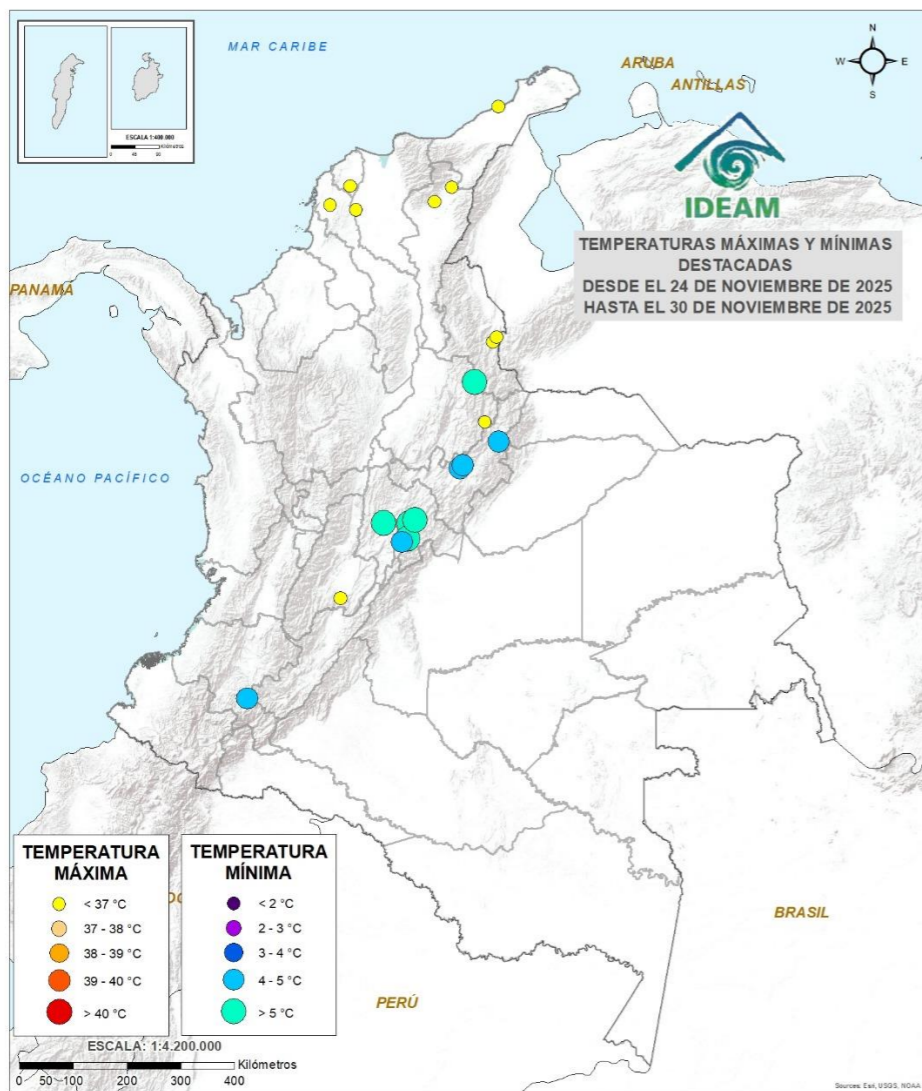 MAR CARIBE
ARUBA
ANTILLAS
N
W E
S
ESCALA 1:400.000
Kilómetros
IDEAM
TEMPERATURAS MÁXIMAS Y MÍNIMAS
DESTACADAS
DESDE EL 24 DE NOVIEMBRE DE 2025
HASTA EL 30 DE NOVIEMBRE DE 2025
PANAMÁ
OCÉANO PACÍFICO
TEMPERATURA
MÁXIMA
< 37 °C
37 - 38 °C
38 - 39 °C
39 - 40 °C
> 40 °C
TEMPERATURA
MÍNIMA
< 2 °C
2 - 3 °C
3 - 4 °C
4 - 5 °C
> 5 °C
BRASIL
PERÚ
ESCALA: 1:4.200.000
Kilómetros
0 50 100 200 300 400
Sources: Esri, USGS, NOAA